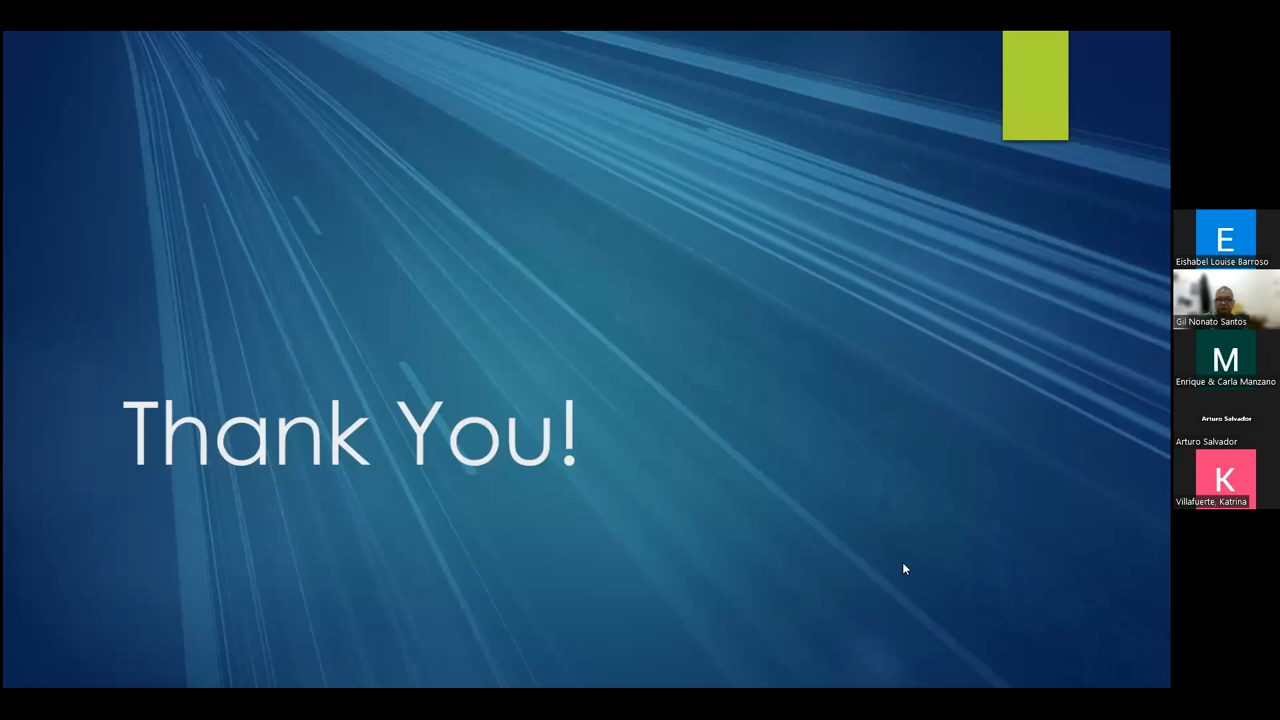 Thank You!
E
Eishabel Louise Barroso
Gil Nonato Santos
M
Enrique & Carla Manzano
Arturo Salvador
Arturo Salvador
K
Villafuerte, Katrina